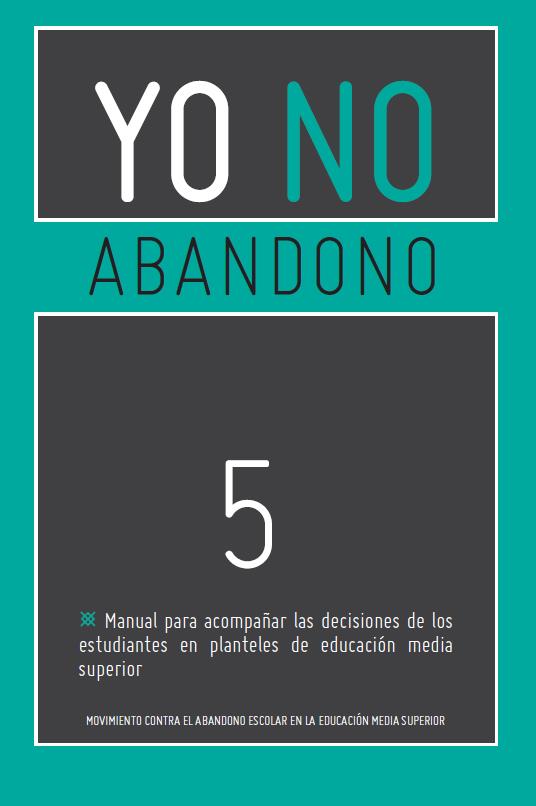 YO NO
ABANDONO
5
Manual para acompañar las decisiones de los
estudiantes en planteles de educación media
superior
MOVIMIENTO CONTRA EL ABANDONO ESCOLAR EN LA EDUCACIÓN MEDIA SUPERIOR